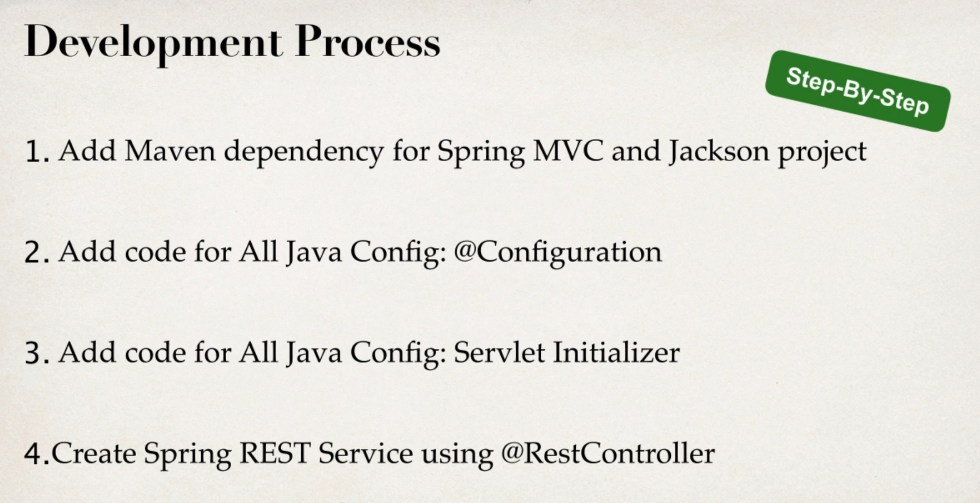 Development Process
Step-By-Step
1. Add Maven dependency for Spring MVC and Jackson project
2. Add code for All Java Config: @Configuration
3. Add code for All Java Config: Servlet Initializer
4.Create Spring REST Service using @RestController